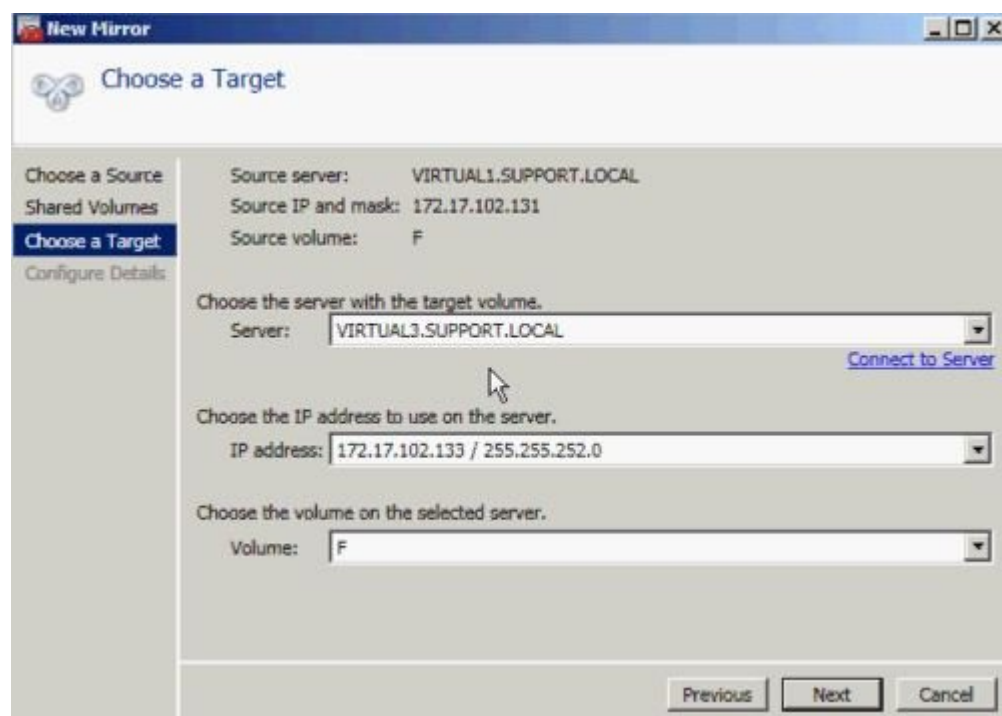 New Mirror
Choose a Target
Choose a Source
Shared Volumes
Choose a Target
Configure Details
Source server: VIRTUAL1.SUPPORT.LOCAL
Source IP and mask: 172.17.102.131
Source volume: F
Choose the server with the target volume.
Server: VIRTUAL3.SUPPORT.LOCAL
Connect to Server
Choose the IP address to use on the server.
IP address: 172.17.102.133 / 255.255.252.0
Choose the volume on the selected server.
Volume: F
Previous Next Cancel